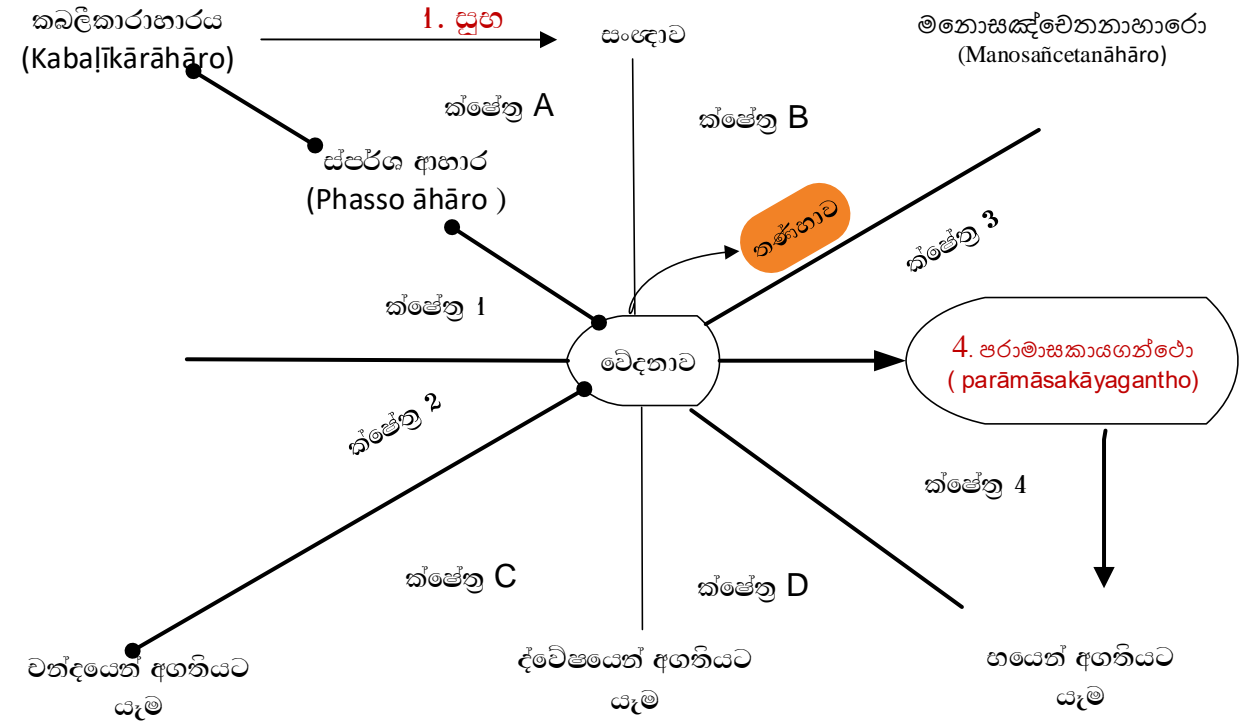 කබලීකාරාහාරය
(Kabaḷīkārāhāro)
1. සුභ
සංඥාව
මනොසඤ්චෙතනාහාරො
(Manosañcetanāhāro)
ක්ෂේත්‍ර A
ක්ෂේත්‍ර B
ස්පර්ශ ආහාර
(Phasso āhāro )
තණ්හාව
ක්ෂේත්‍ර 3
ක්ෂේත්‍ර 1
වේදනාව
4. පරාමාසකායගන්ථො
( parāmāsakāyagantho)
ක්ෂේත්‍ර 2
ක්ෂේත්‍ර 4
ක්ෂේත්‍ර C
ක්ෂේත්‍ර D
චන්දයෙන් අගතියට
යෑම
ද්වේෂයෙන් අගතියට
යෑම
භයෙන් අගතියට
යෑම